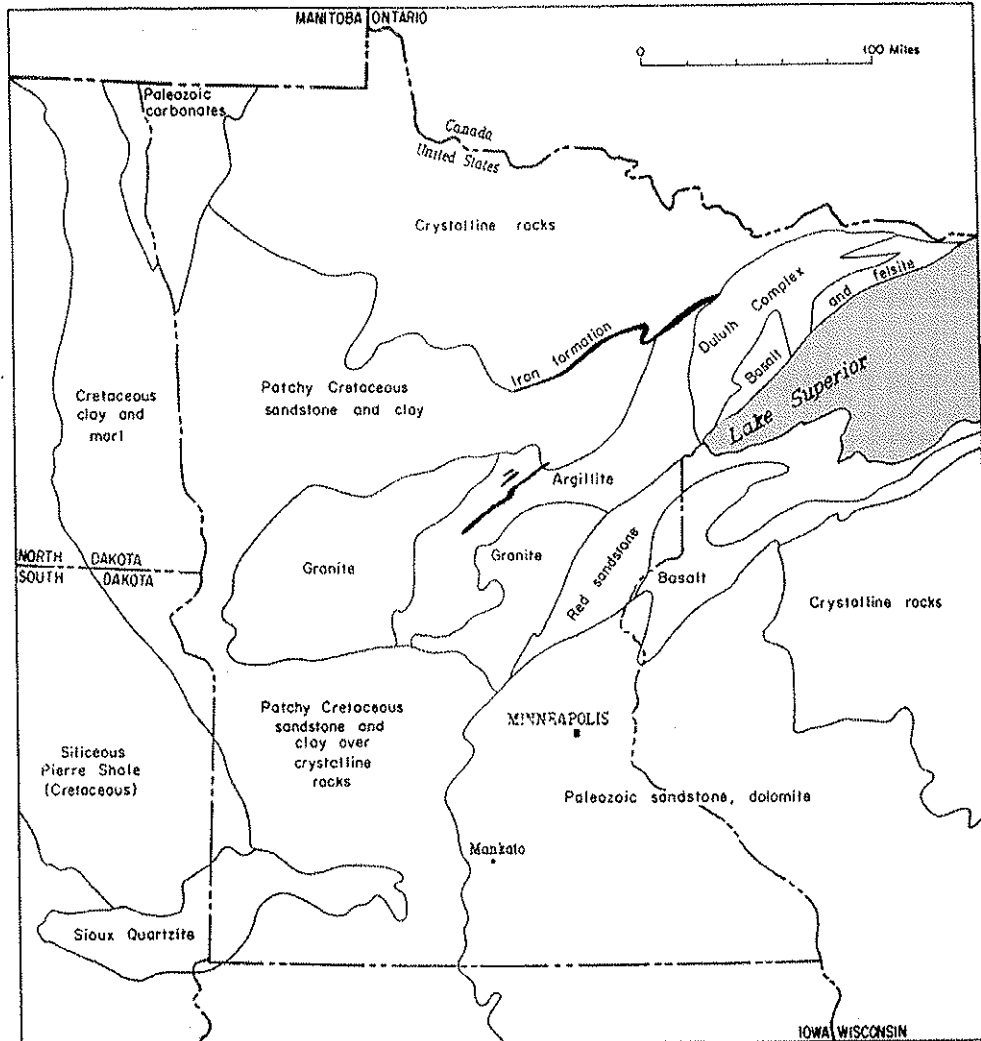 MANITOBA ONTARIO
0 100 Miles
Paleozoic
carbonates
Canada
United States
Crystalline rocks
Duluth Complex
and felsite
Iron formation
Basalt
Lake Superior
Cretaceous
clay and
marl
Patchy Cretaceous
sandstone and clay
Argillite
Granite
Granite
Red sandstone
Basalt
NORTH DAKOTA
SOUTH DAKOTA
Crystalline rocks
Patchy Cretaceous
sandstone and
clay over
crystalline
rocks
MINNEAPOLIS
Siliceous
Pierre Shale
(Cretaceous)
Paleozoic sandstone, dolomite
Mankato
Sioux Quartzite
IOWA WISCONSIN